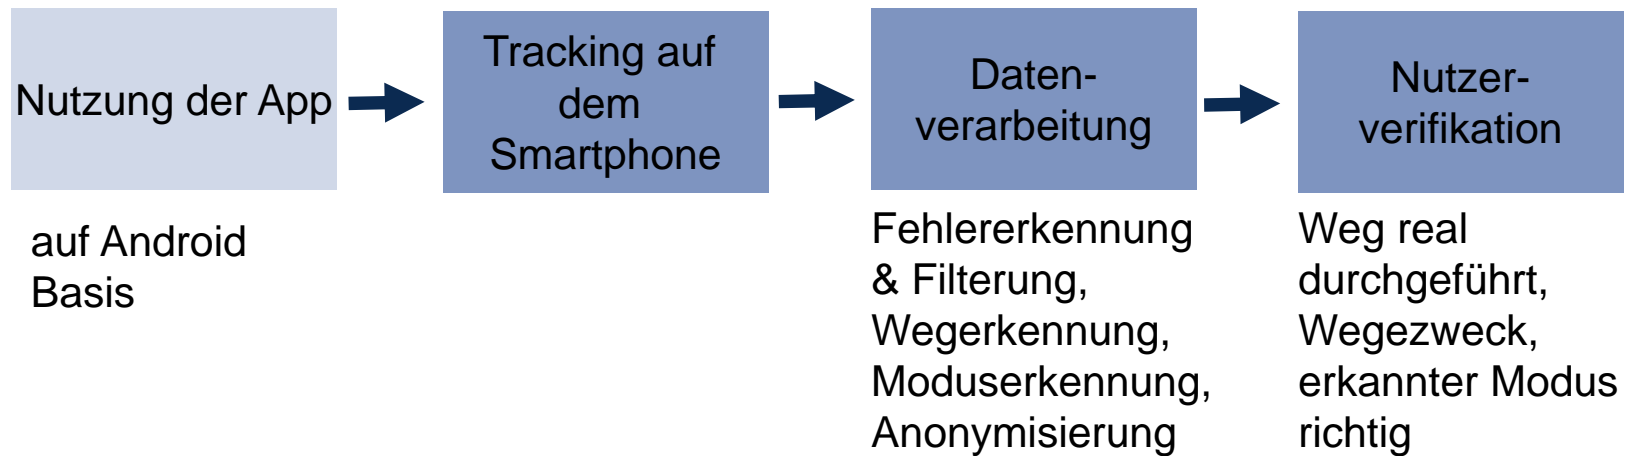 Nutzung der App
auf Android
Basis
Tracking auf
dem
Smartphone
Daten-
verarbeitung
Fehlererkennung
& Filterung,
Wegerkennung,
Moduserkennung,
Anonymisierung
Nutzer-
verifikation
Weg real
durchgeführt,
Wegezweck,
erkannter Modus
richtig